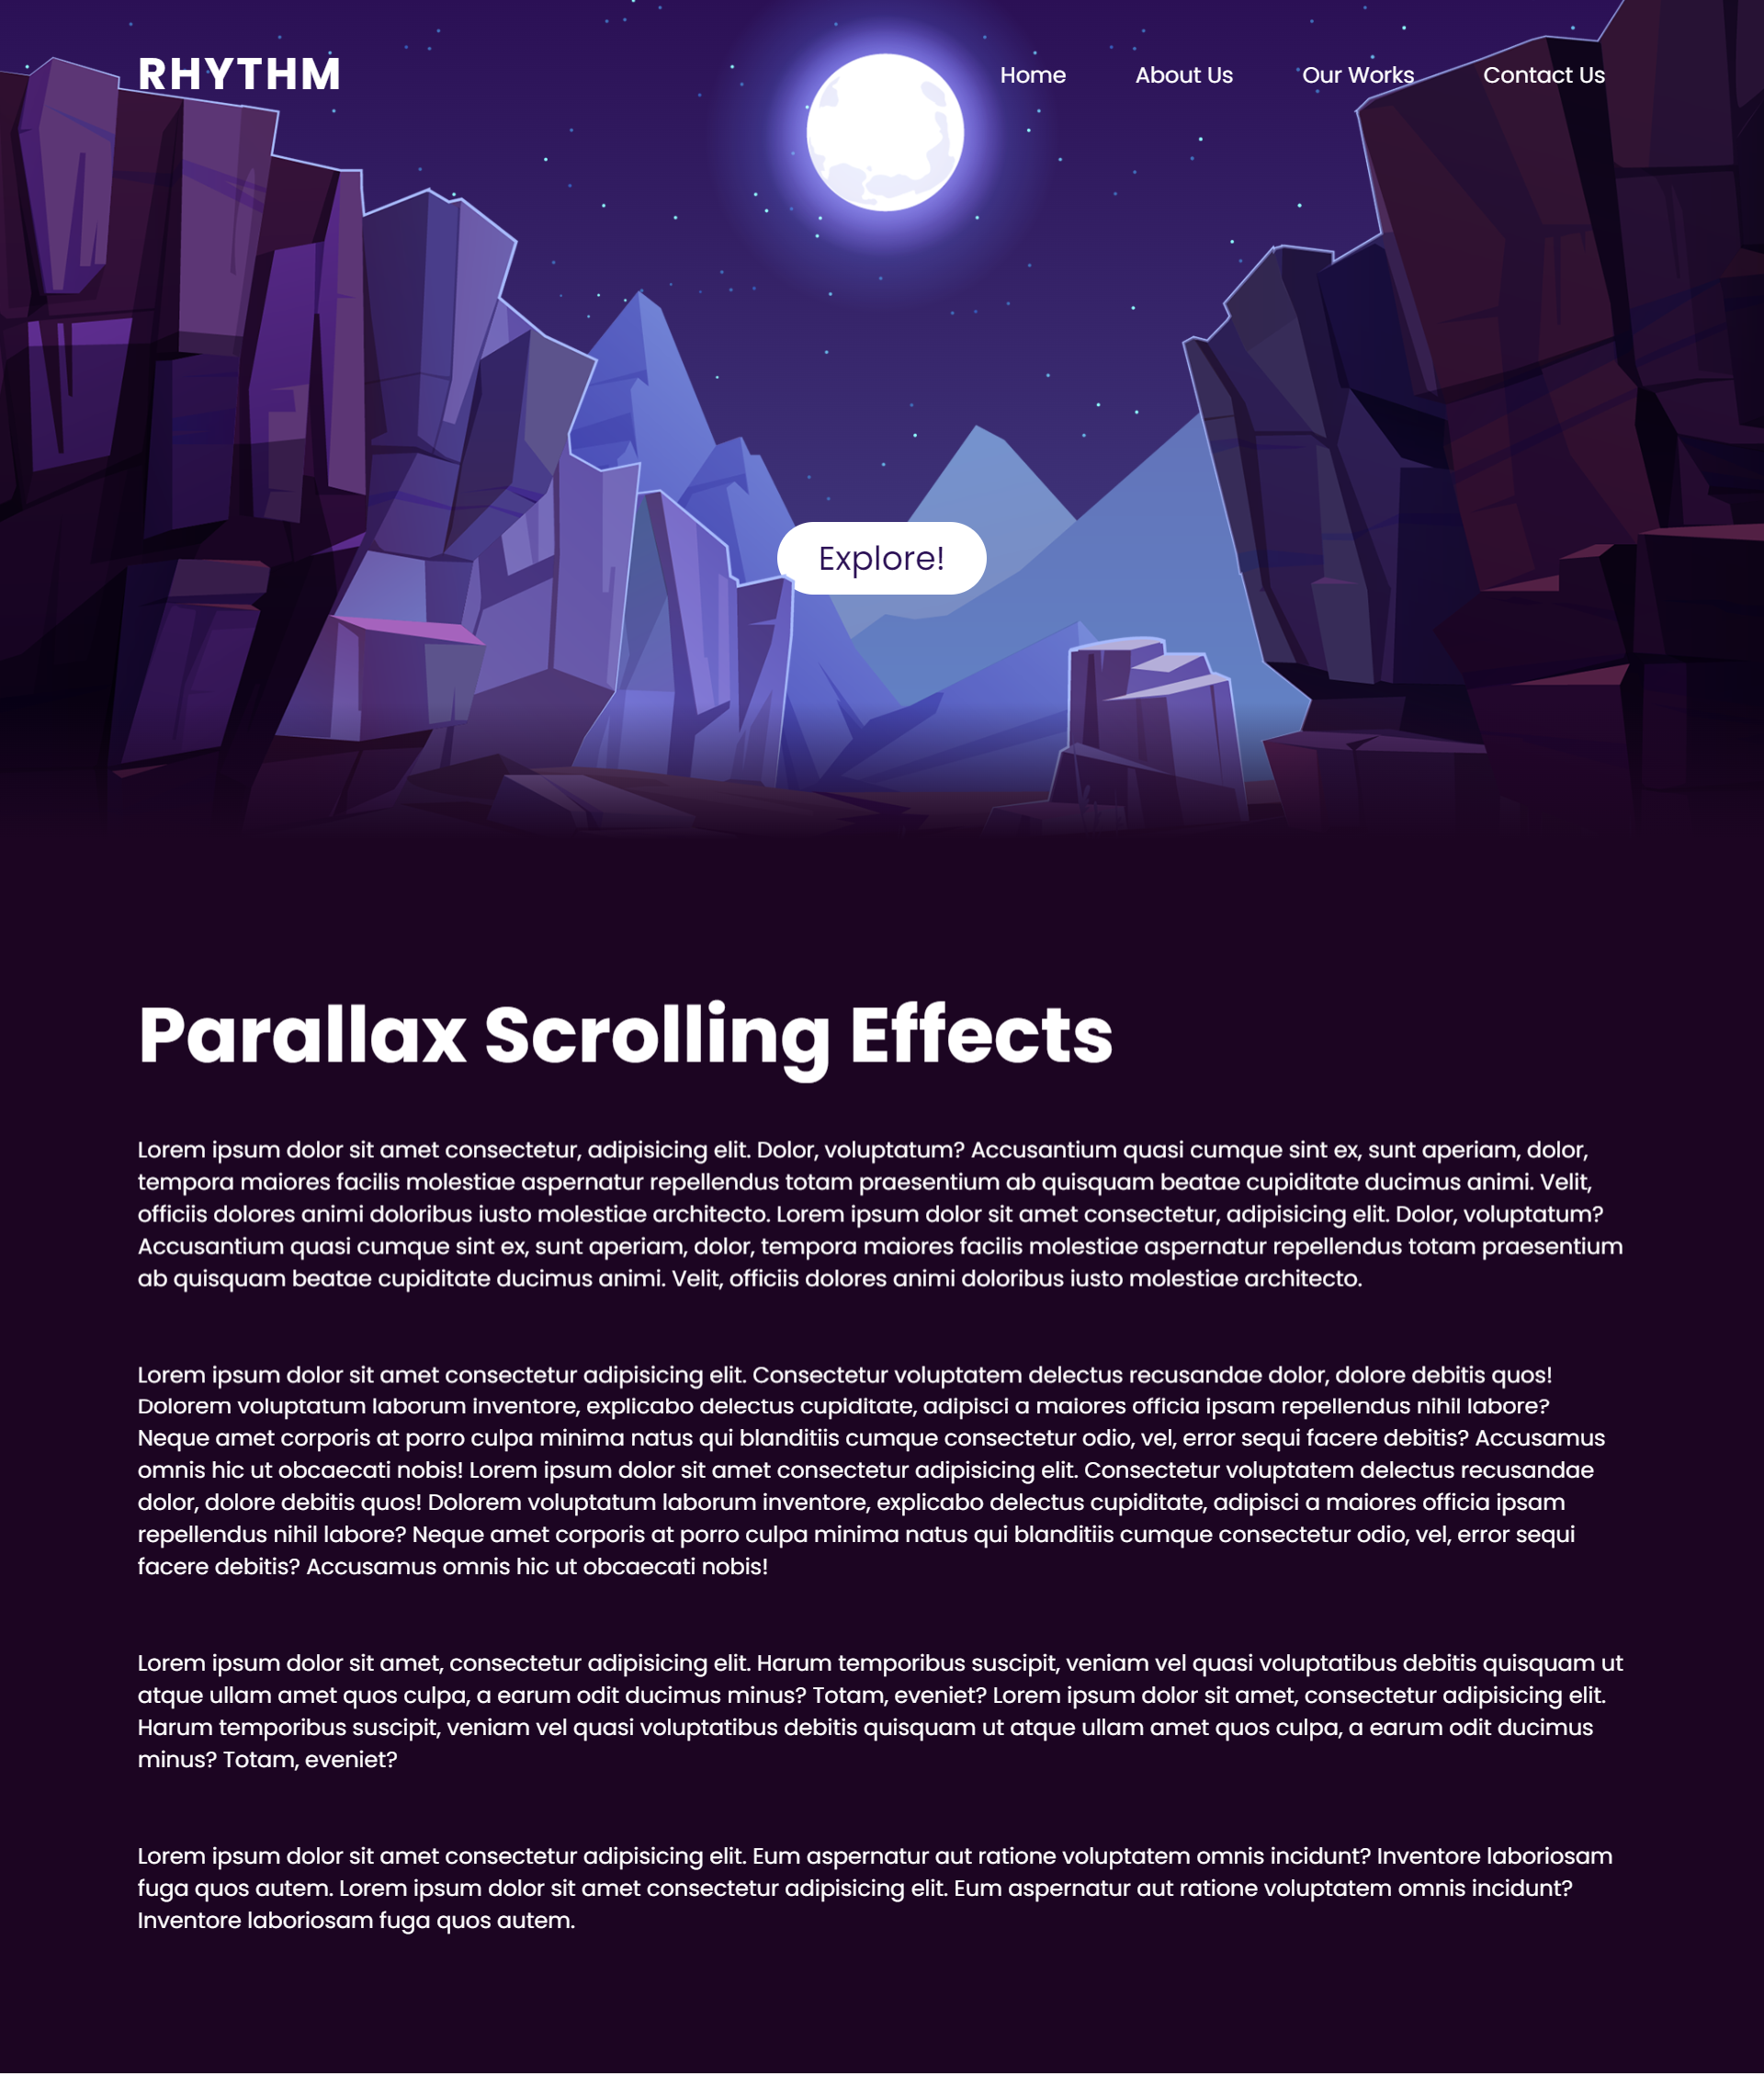 RHYTHM
Home
About Us
Our Works
Contact Us
Explore!
Parallax Scrolling Effects
Lorem ipsum dolor sit amet consectetur, adipisicing elit. Dolor, voluptatum? Accusantium quasi cumque sint ex, sunt aperiam, dolor,
tempora maiores facilis molestiae aspernatur repellendus totam praesentium ab quisquam beatae cupiditate ducimus animi. Velit,
officiis dolores animi doloribus iusto molestiae architecto. Lorem ipsum dolor sit amet consectetur, adipisicing elit. Dolor, voluptatum?
Accusantium quasi cumque sint ex, sunt aperiam, dolor, tempora maiores facilis molestiae aspernatur repellendus totam praesentium
ab quisquam beatae cupiditate ducimus animi. Velit, officiis dolores animi doloribus iusto molestiae architecto.
Lorem ipsum dolor sit amet consectetur adipisicing elit. Consectetur voluptatem delectus recusandae dolor, dolore debitis quos!
Dolorem voluptatum laborum inventore, explicabo delectus cupiditate, adipisci a maiores officia ipsam repellendus nihil labore?
Neque amet corporis at porro culpa minima natus qui blanditiis cumque consectetur odio, vel, error sequi facere debitis? Accusamus
omnis hic ut obcaecati nobis! Lorem ipsum dolor sit amet consectetur adipisicing elit. Consectetur voluptatem delectus recusandae
dolor, dolore debitis quos! Dolorem voluptatum laborum inventore, explicabo delectus cupiditate, adipisci a maiores officia ipsam
repellendus nihil labore? Neque amet corporis at porro culpa minima natus qui blanditiis cumque consectetur odio, vel, error sequi
facere debitis? Accusamus omnis hic ut obcaecati nobis!
Lorem ipsum dolor sit amet, consectetur adipisicing elit. Harum temporibus suscipit, veniam vel quasi voluptatibus debitis quisquam ut
atque ullam amet quos culpa, a earum odit ducimus minus? Totam, eveniet? Lorem ipsum dolor sit amet, consectetur adipisicing elit.
Harum temporibus suscipit, veniam vel quasi voluptatibus debitis quisquam ut atque ullam amet quos culpa, a earum odit ducimus
minus? Totam, eveniet?
Lorem ipsum dolor sit amet consectetur adipisicing elit. Eum aspernatur aut ratione voluptatem omnis incidunt? Inventore laboriosam
fuga quos autem. Lorem ipsum dolor sit amet consectetur adipisicing elit. Eum aspernatur aut ratione voluptatem omnis incidunt?
Inventore laboriosam fuga quos autem.